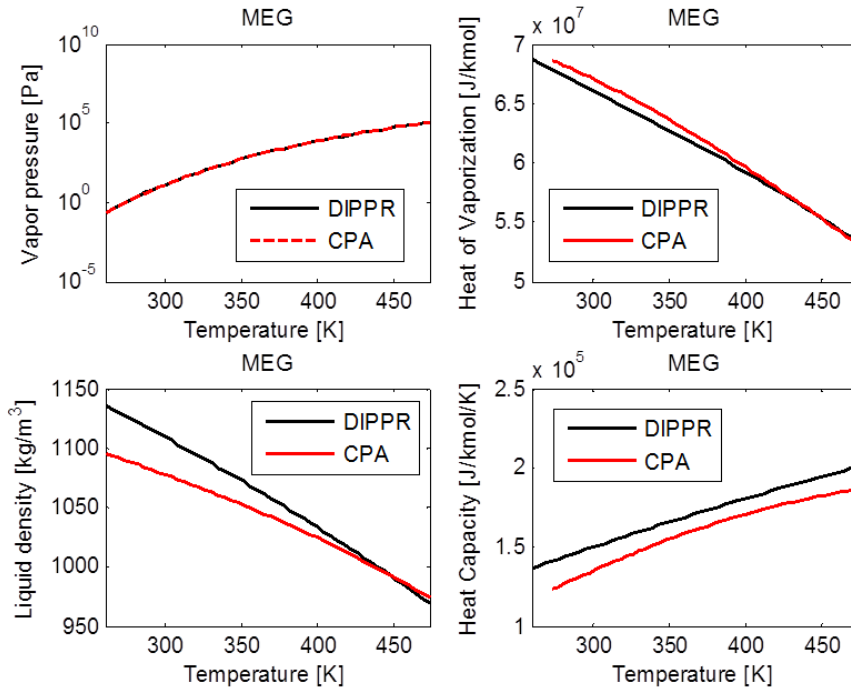 MEG
10^10
10^5
10^0
10^-5
Vapor pressure [Pa]
DIPPR
CPA
300 350 400 450
Temperature [K]
MEG
x 10^7
7
6.5
6
5.5
5
Heat of Vaporization [J/kmol]
DIPPR
CPA
300 350 400 450
Temperature [K]
MEG
1150
1100
1050
1000
950
Liquid density [kg/m^3]
DIPPR
CPA
300 350 400 450
Temperature [K]
MEG
x 10^5
2.5
2
1.5
1
Heat Capacity [J/kmol/K]
DIPPR
CPA
300 350 400 450
Temperature [K]